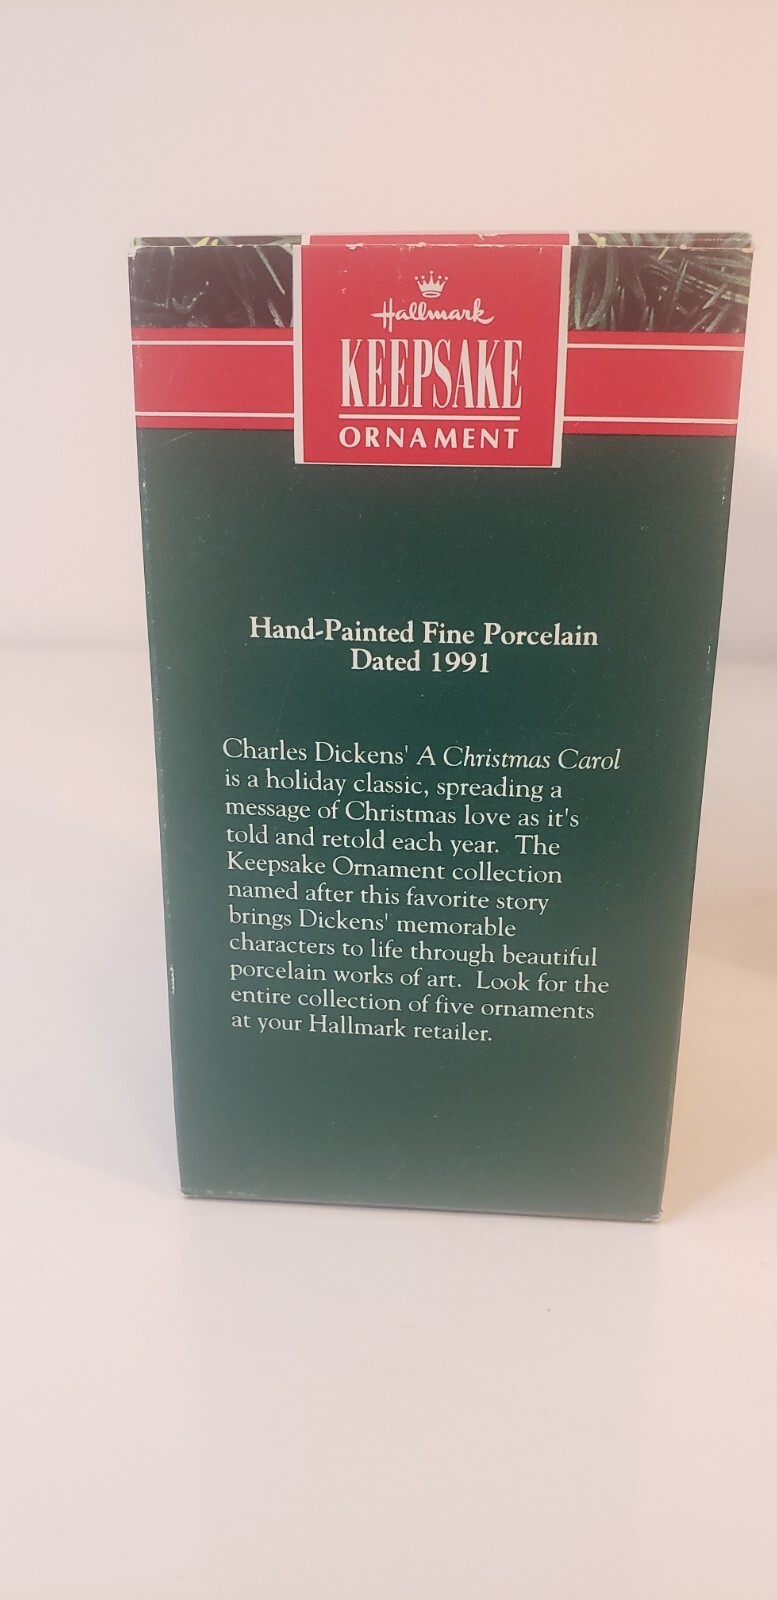 Hallmark
KEEPSAKE
ORNAMENT
Hand-Painted Fine Porcelain
Dated 1991
Charles Dickens' A Christmas Carol
is a holiday classic, spreading a
message of Christmas love as it's
told and retold each year. The
Keepsake Ornament collection
named after this favorite story
brings Dickens' memorable
characters to life through beautiful
porcelain works of art. Look for the
entire collection of five ornaments
at your Hallmark retailer.